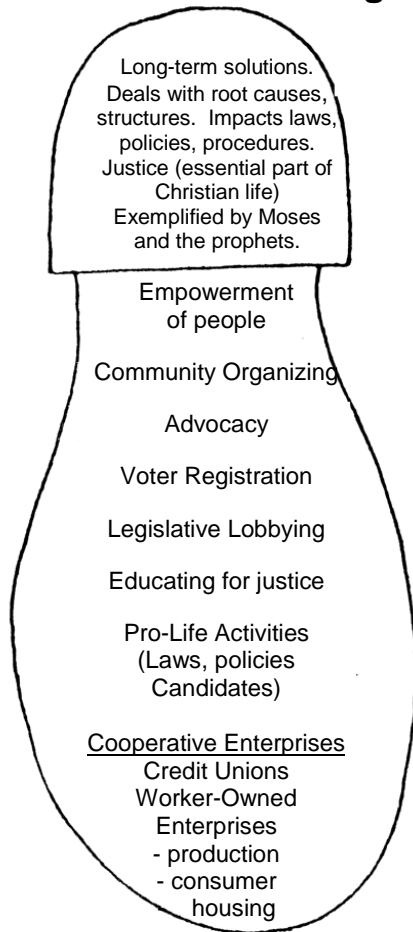 Long-term solutions.
Deals with root causes,
structures. Impacts laws,
policies, procedures.
Justice (essential part of
Christian life)
Exemplified by Moses
and the prophets.
Empowerment
of people
Community Organizing
Advocacy
Voter Registration
Legislative Lobbying
Educating for justice
Pro-Life Activities
(Laws, policies
Candidates)
Cooperative Enterprises
Credit Unions
Worker-Owned
Enterprises
- production
- consumer
housing